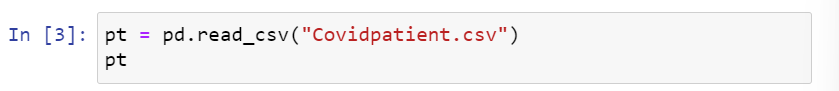 In [3]: pt = pd.read_csv("Covidpatient.csv")
pt